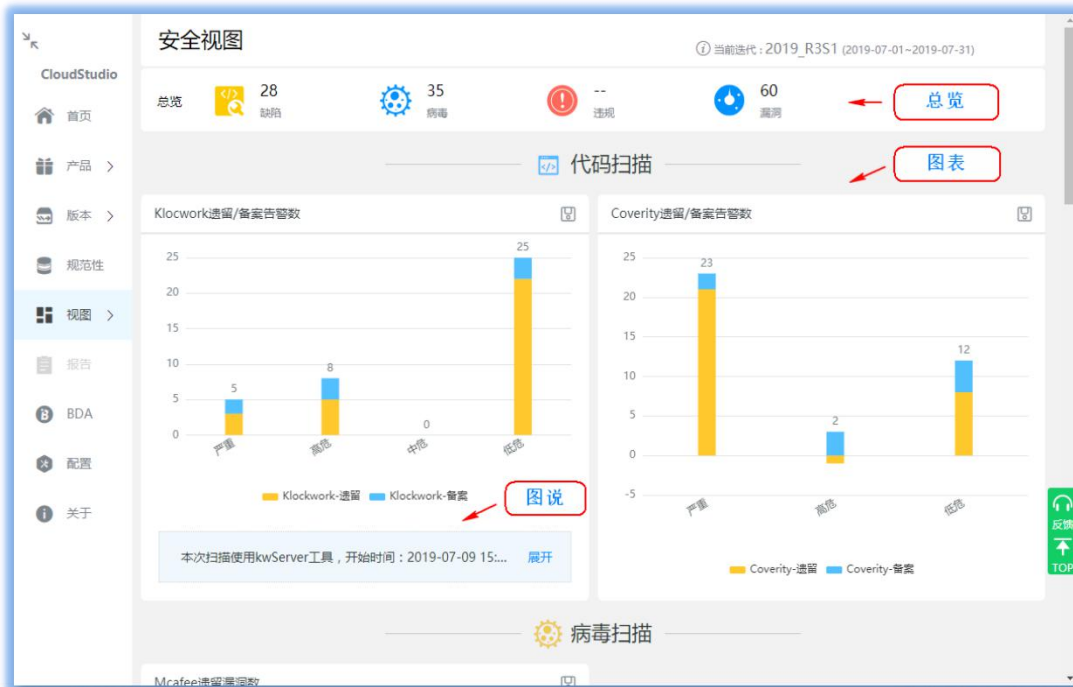 安全视图
当前迭代：2019_R3S1 (2019-07-01~2019-07-31)
CloudStudio
首页
产品
版本
规范性
视图
报告
BDA
配置
关于
总览
28
缺陷
35
病毒
--
违规
60
漏洞
总览
代码扫描
图表
Klocwork遗留/备案告警数
25
20
15
10
5
0
5
8
0
25
严重
高危
中危
低危
Klockwork-遗留
Klockwork-备案
图说
本次扫描使用kwServer工具，开始时间：2019-07-09 15:...
展开
Coverity遗留/备案告警数
25
20
15
10
5
0
-5
23
2
12
严重
高危
低危
Coverity-遗留
Coverity-备案
反馈
TOP
病毒扫描
Mcafee遗留漏洞数